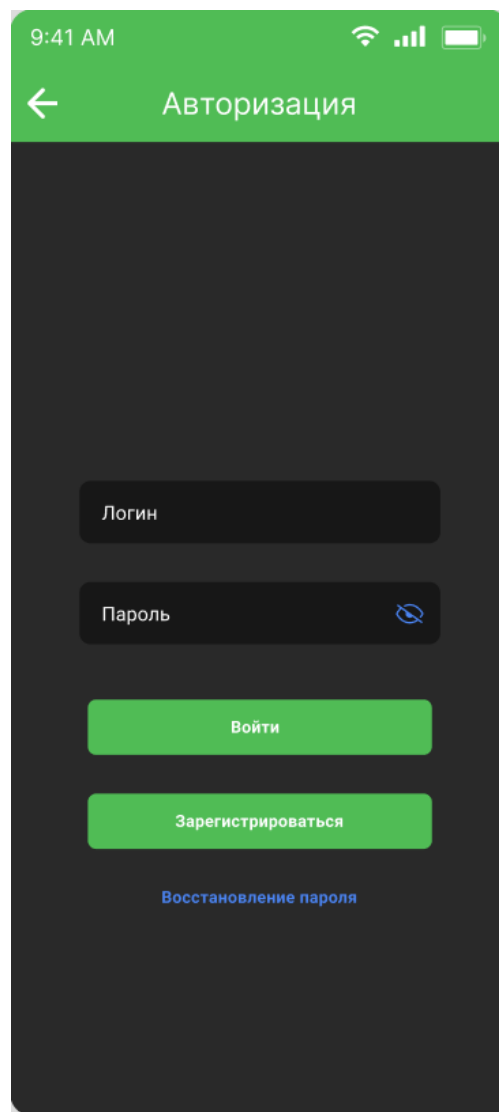 9:41 AM
Авторизация
Логин
Пароль
Войти
Зарегистрироваться
Восстановление пароля